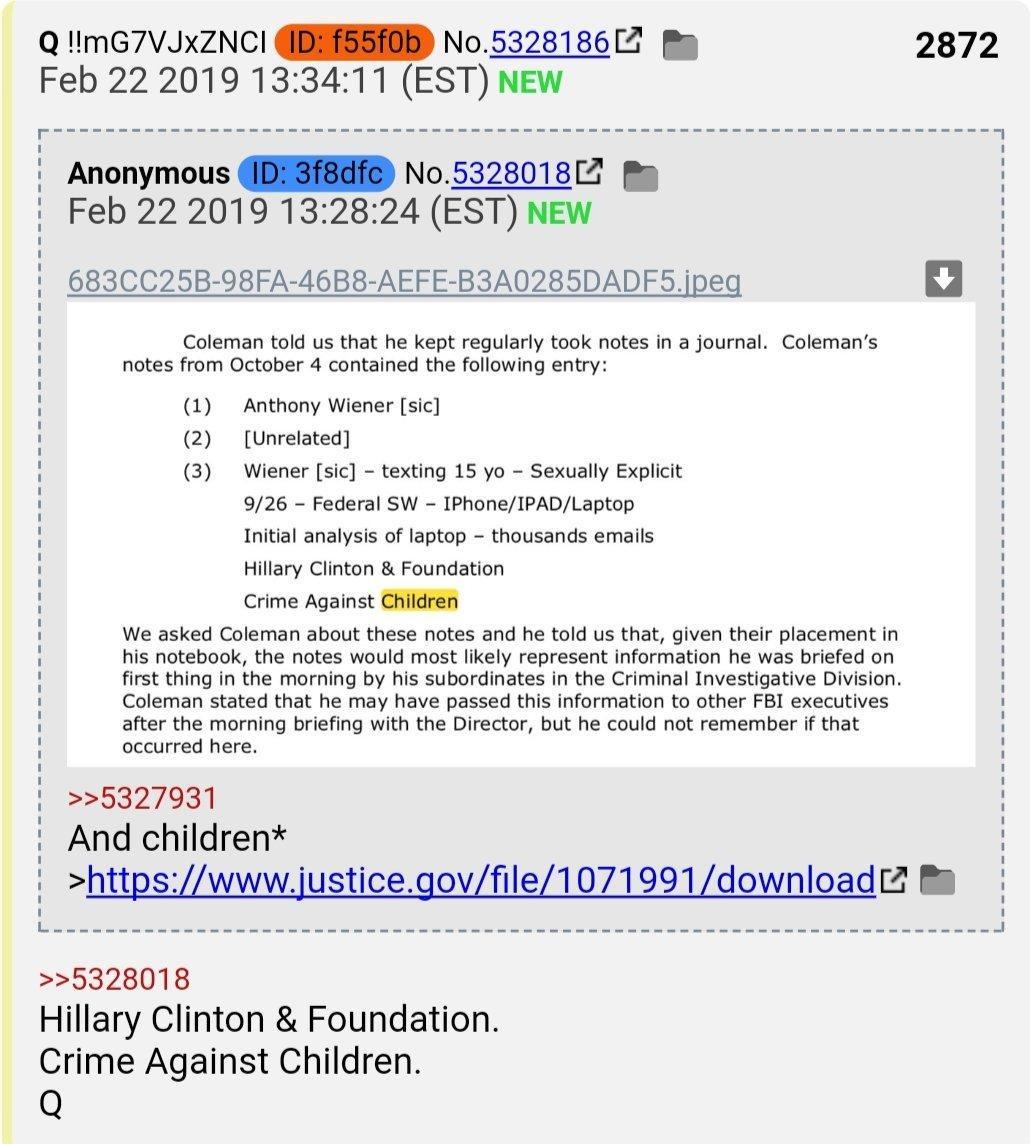 Q !!mG7VJxZNCI ID: f55f0b No.5328186 2872
Feb 22 2019 13:34:11 (EST) NEW
Anonymous ID: 3f8dfc No.5328018
Feb 22 2019 13:28:24 (EST) NEW
683CC25B-98FA-46B8-AEFE-B3A0285DADF5.jpeg
Coleman told us that he kept regularly took notes in a journal. Coleman's
notes from October 4 contained the following entry:
(1) Anthony Wiener [sic]
(2) [Unrelated]
(3) Wiener [sic] – texting 15 yo – Sexually Explicit
9/26 – Federal SW – IPhone/IPAD/Laptop
Initial analysis of laptop – thousands emails
Hillary Clinton & Foundation
Crime Against Children
We asked Coleman about these notes and he told us that, given their placement in
his notebook, the notes would most likely represent information he was briefed on
first thing in the morning by his subordinates in the Criminal Investigative Division.
Coleman stated that he may have passed this information to other FBI executives
after the morning briefing with the Director, but he could not remember if that
occurred here.
>>5327931
And children*
>https://www.justice.gov/file/1071991/download
>>5328018
Hillary Clinton & Foundation.
Crime Against Children.
Q